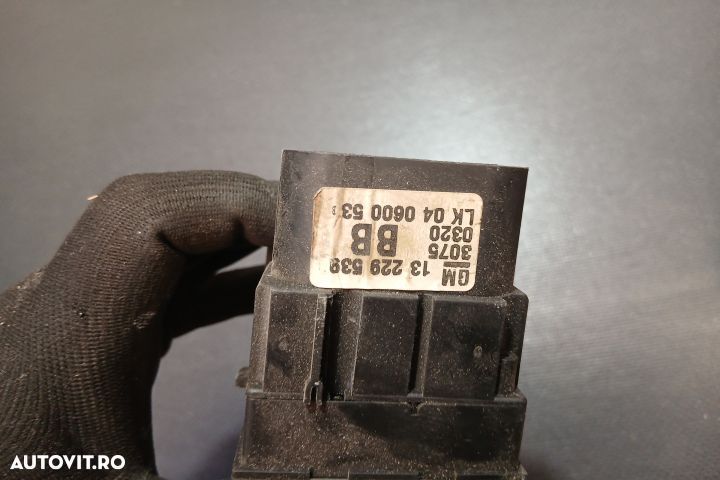 GM 13 229 539
3075
0320 BB
LK 04 0600 53
AUTOVIT.RO